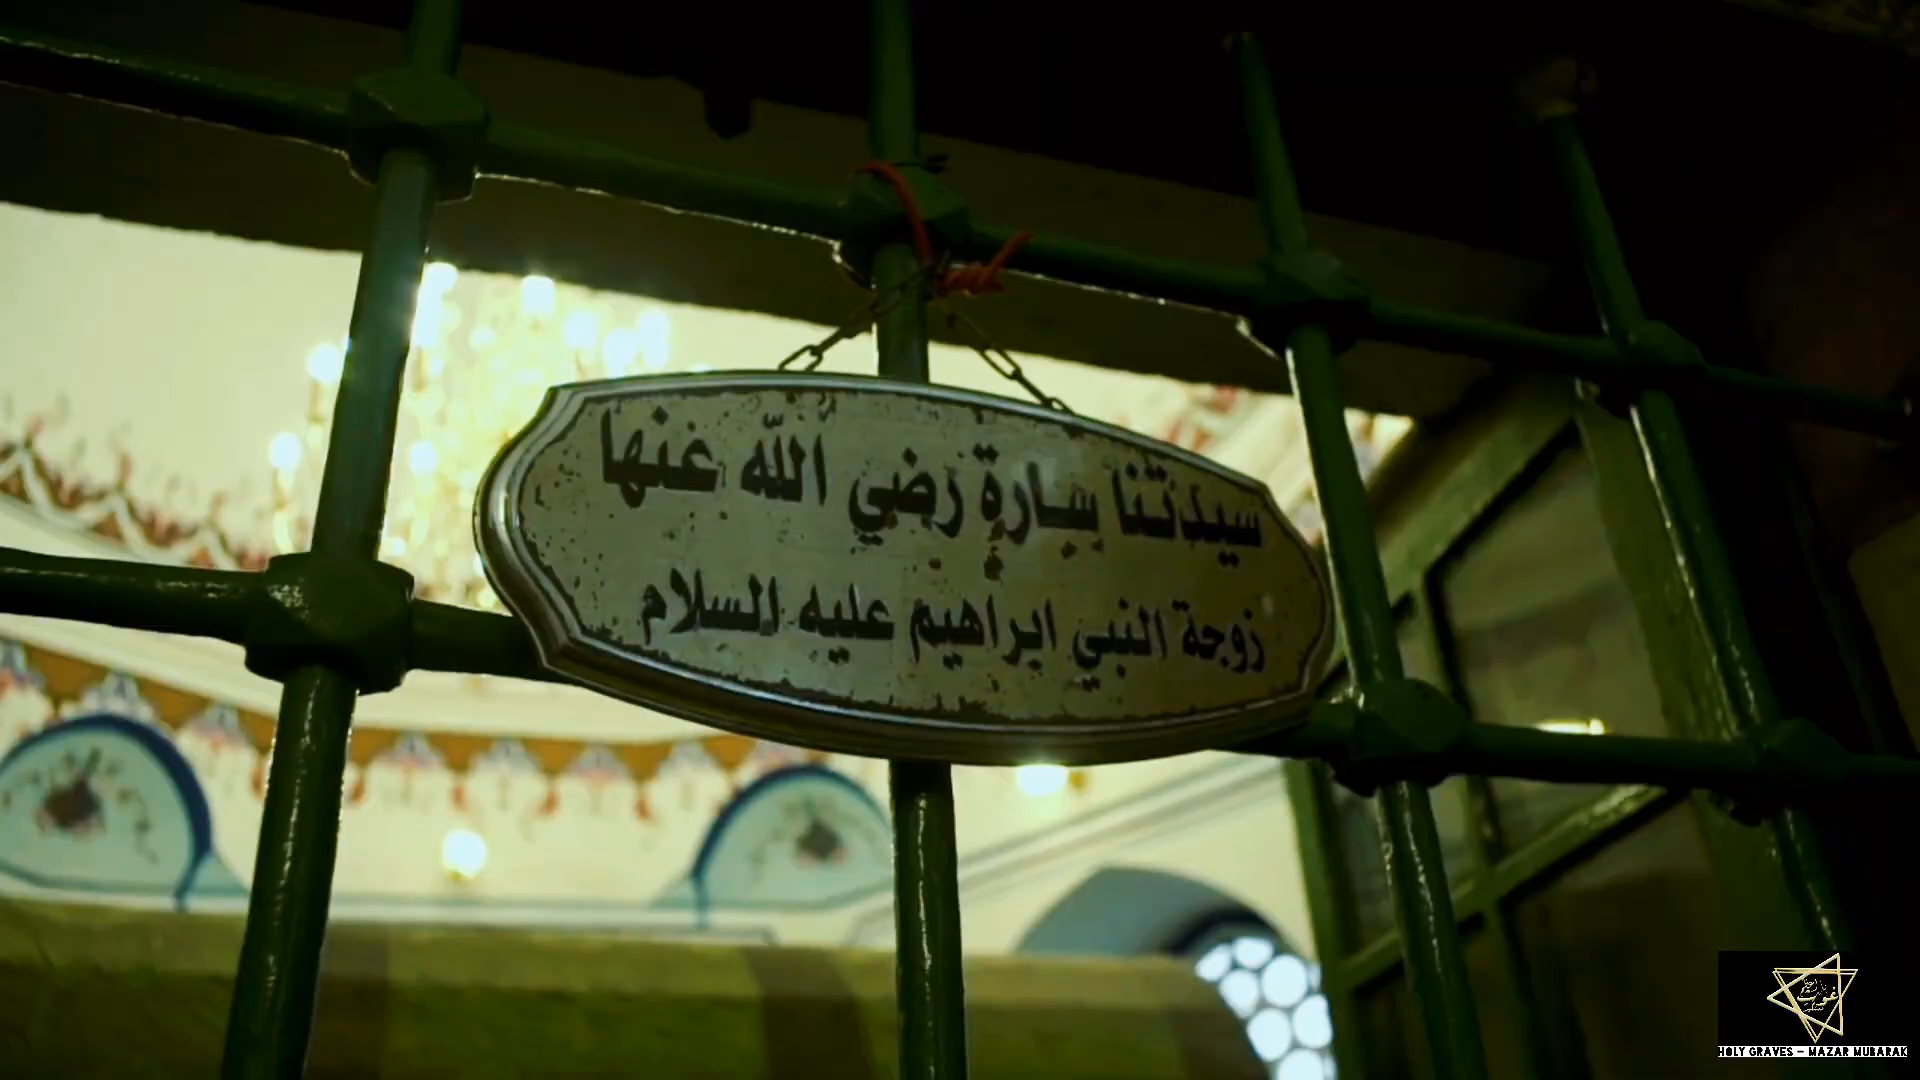 سيدتنا سارة رضي الله عنها
زوجة النبي ابراهيم عليه السلام
HOLY GRAVES - MAZAR MUBARAK